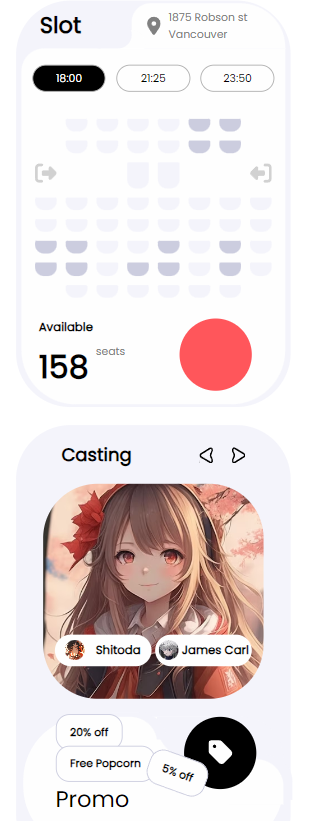 Slot
1875 Robson st
Vancouver
18:00
21:25
23:50
Available
158 seats
Casting
Shitoda
James Carl
20% off
Free Popcorn
5% off
Promo